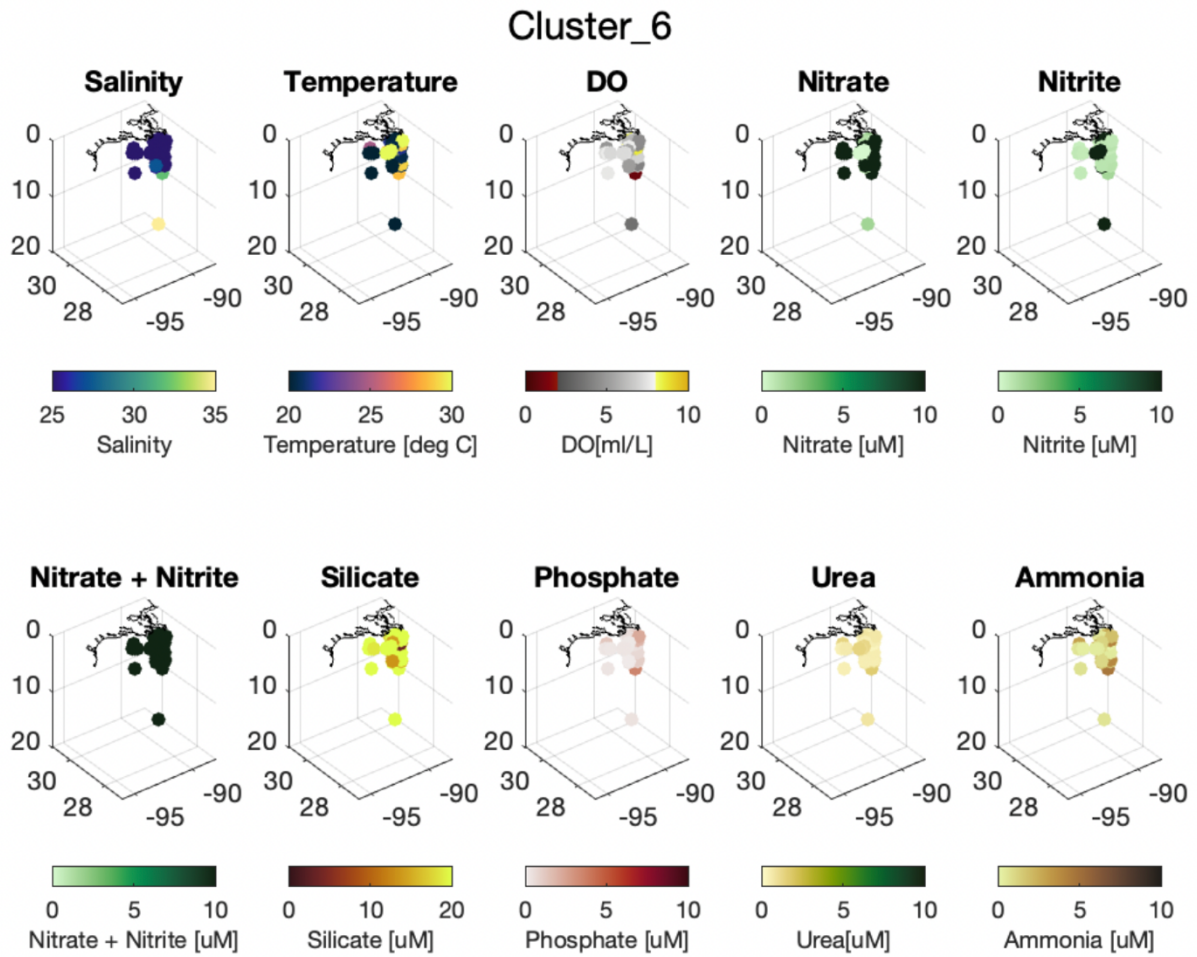 Cluster_6
Salinity Temperature DO Nitrate Nitrite
0 0 0 0 0
10 10 10 10 10
20 20 20 20 20
30 -90 30 -90 30 -90 30 -90 30 -90
28 -95 28 -95 28 -95 28 -95 28 -95
25 30 35 20 25 30 0 5 10 0 5 10 0 5 10
Salinity Temperature [deg C] DO[ml/L] Nitrate [uM] Nitrite [uM]
Nitrate + Nitrite Silicate Phosphate Urea Ammonia
0 0 0 0 0
10 10 10 10 10
20 20 20 20 20
30 -90 30 -90 30 -90 30 -90 30 -90
28 -95 28 -95 28 -95 28 -95 28 -95
0 5 10 0 10 20 0 5 10 0 5 10 0 5 10
Nitrate + Nitrite [uM] Silicate [uM] Phosphate [uM] Urea[uM] Ammonia [uM]